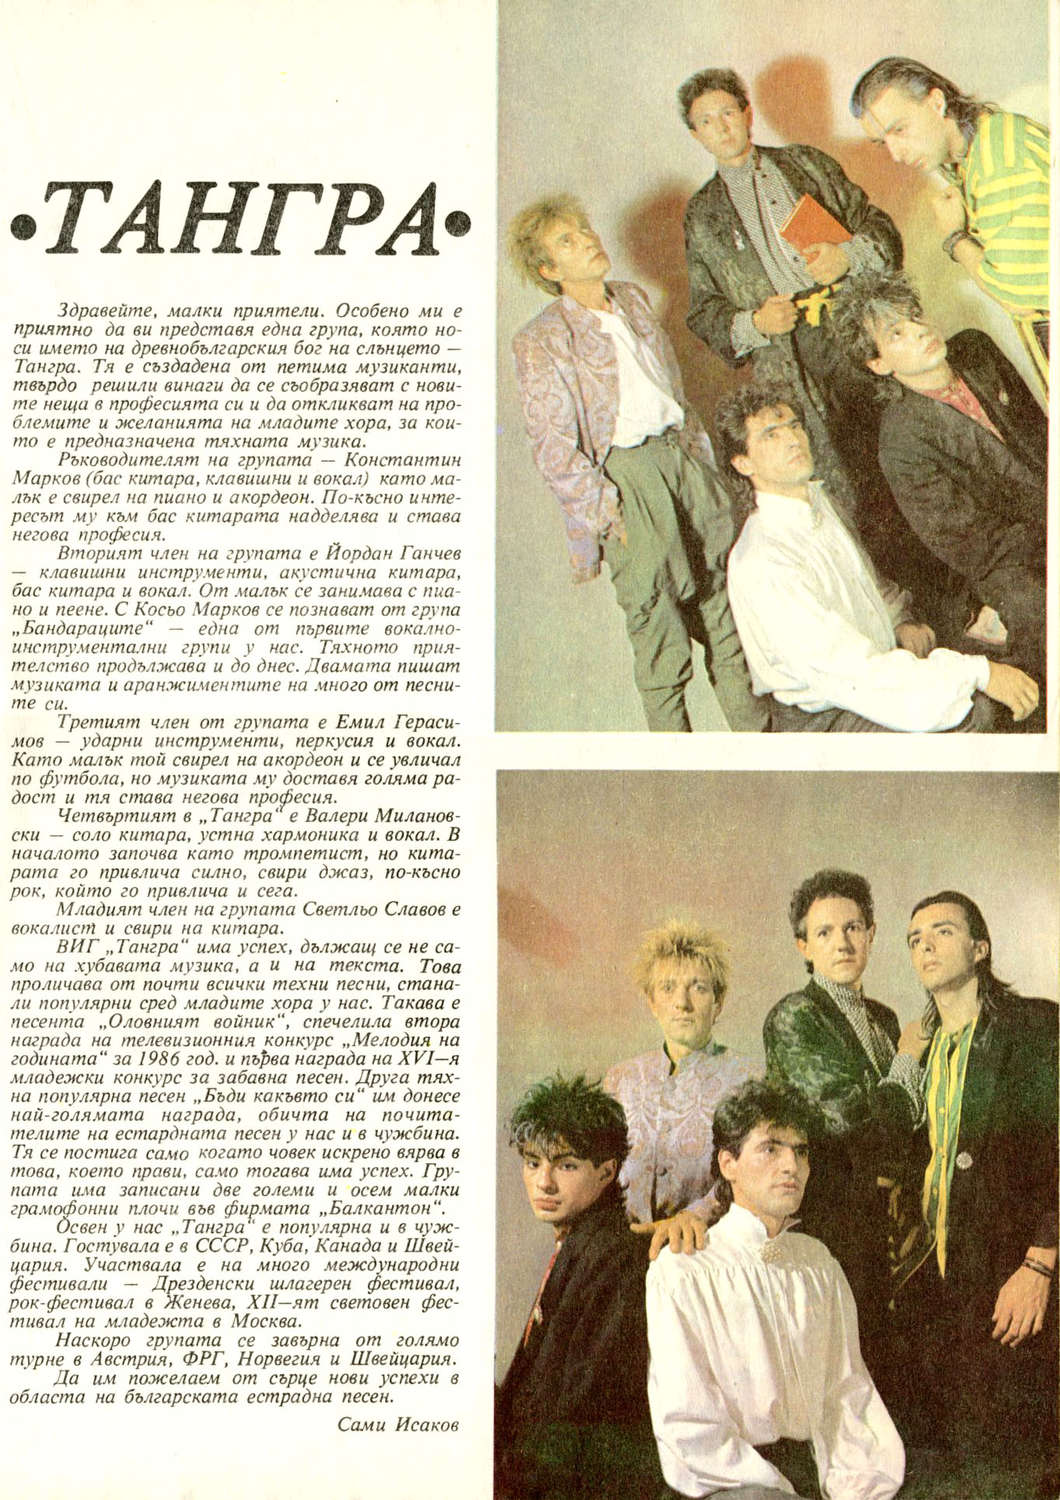 •ТАНГРА•
Здравейте, малки приятели. Особено ми е
приятно да ви представя една група, която но-
си името на древнобългарския бог на слънцето —
Тангра. Тя е създадена от петима музиканти,
твърдо решили винаги да се съобразяват с нови-
те неща в професията си и да откликват на про-
блемите и желанията на младите хора, за кои-
то е предназначена тяхната музика.
Ръководителят на групата — Константин
Марков (бас китара, клавишни и вокал) като ма-
лък е свирел на пиано и акордеон. По-късно инте-
ресът му към бас китарата надделява и става
негова професия.
Вторият член на групата е Йордан Ганчев
— клавишни инструменти, акустична китара,
бас китара и вокал. От малък се занимава с пиа-
но и пеене. С Косьо Марков се познават от група
„Бандараците“ — една от първите вокално-
инструментални групи у нас. Тяхното прия-
телство продължава и до днес. Двамата пишат
музиката и аранжиментите на много от песни-
те си.
Третият член от групата е Емил Гераси-
мов — ударни инструменти, перкусия и вокал.
Като малък той свирел на акордеон и се увличал
по футбола, но музиката му доставя голяма ра-
дост и тя става негова професия.
Четвъртият в „Тангра“ е Валери Миланов-
ски — соло китара, устна хармоника и вокал. В
началото започва като тромпетист, но кита-
рата го привлича силно, свири джаз, по-късно
рок, който го привлича и сега.
Младият член на групата Светльо Славов е
вокалист и свири на китара.
ВИГ „Тангра“ има успех, дължащ се не са-
мо на хубавата музика, а и на текста. Това
проличава от почти всички техни песни, стана-
ли популярни сред младите хора у нас. Такава е
песента „Оловният войник“, спечелила втора
награда на телевизионния конкурс „Мелодия на
годината“ за 1986 год. и първа награда на XVI—я
младежки конкурс за забавна песен. Друга тях-
на популярна песен „Бъди какъвто си“ им донесе
най-голямата награда, обичта на почита-
телите на естардната песен у нас и в чужбина.
Тя се постига само когато човек искрено вярва в
това, което прави, само тогава има успех. Гру-
пата има записани две големи и осем малки
грамофонни плочи във фирмата „Балкантон“.
Освен у нас „Тангра“ е популярна и в чуж-
бина. Гостувала е в СССР, Куба, Канада и Швей-
цария. Участвала е на много международни
фестивали — Дрезденски шлагерен фестивал,
рок-фестивал в Женева, XII—ят световен фес-
тивал на младежта в Москва.
Наскоро групата се завърна от голямо
турне в Австрия, ФРГ, Норвегия и Швейцария.
Да им пожелаем от сърце нови успехи в
областа на българската естрадна песен.
Сами Исаков